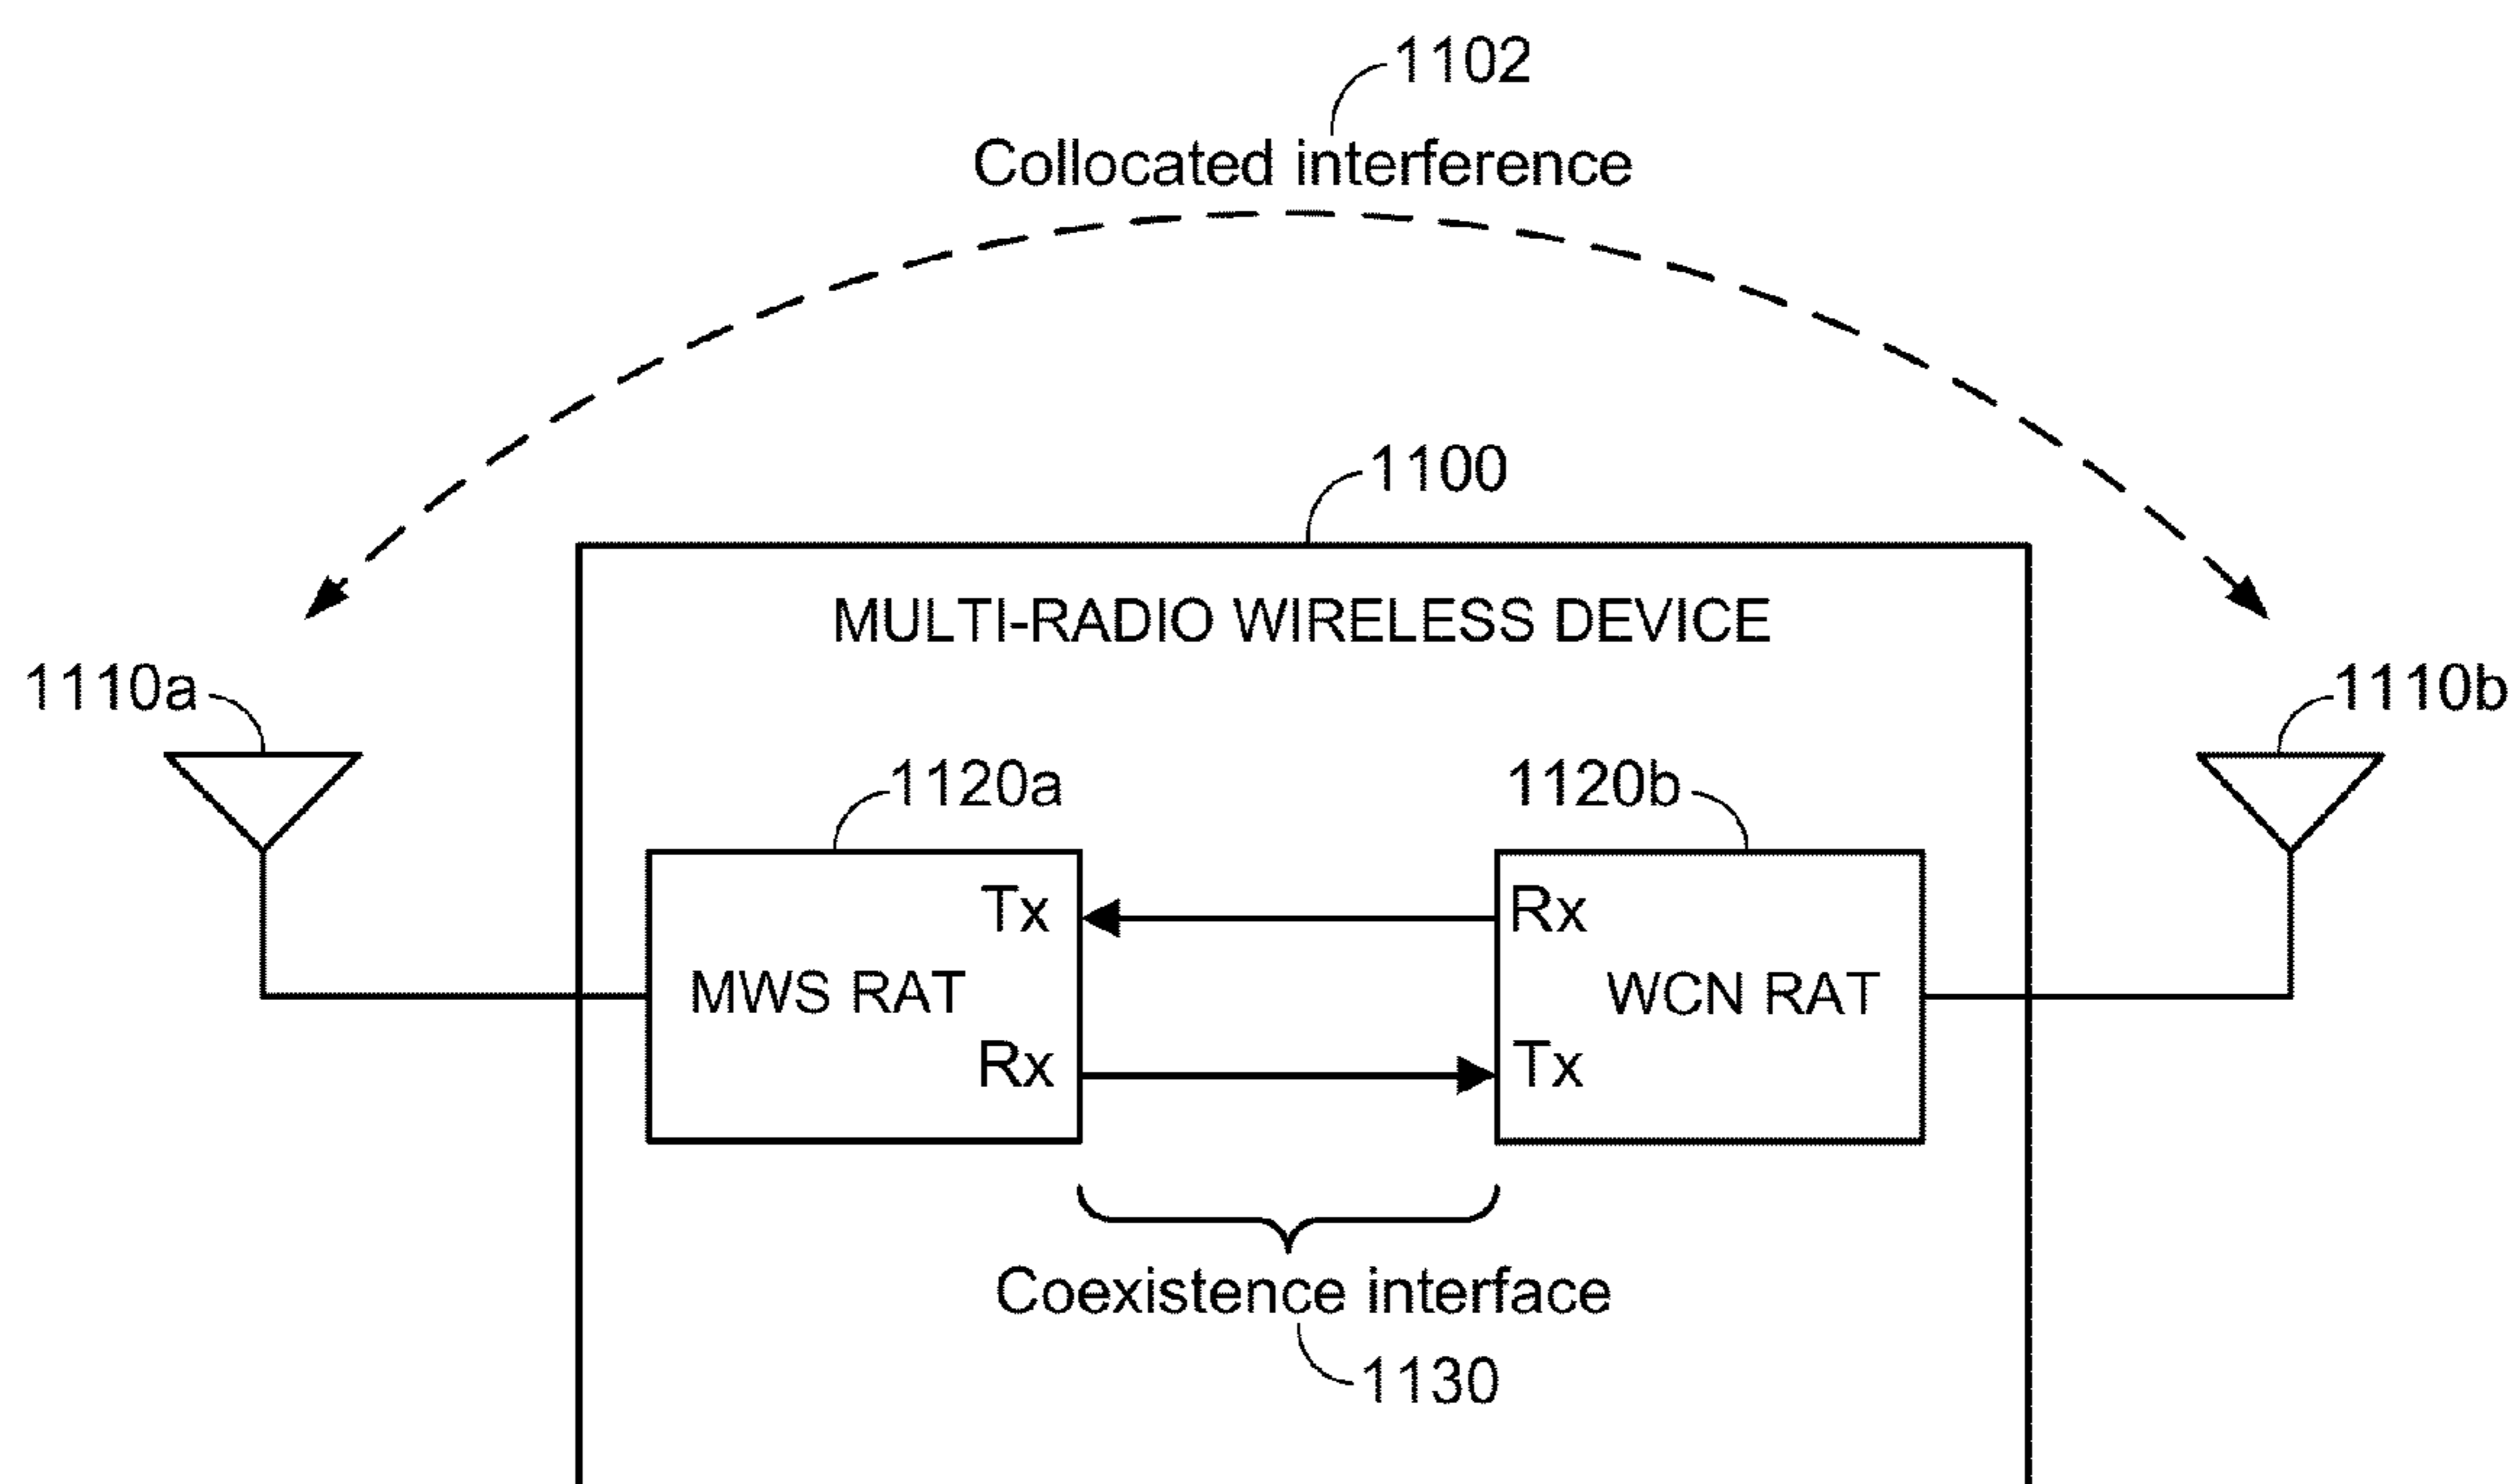 1102
Collocated interference
1100
MULTI-RADIO WIRELESS DEVICE
1110a
1110b
1120a
1120b
Tx
Rx
MWS RAT
WCN RAT
Rx
Tx
Coexistence interface
1130